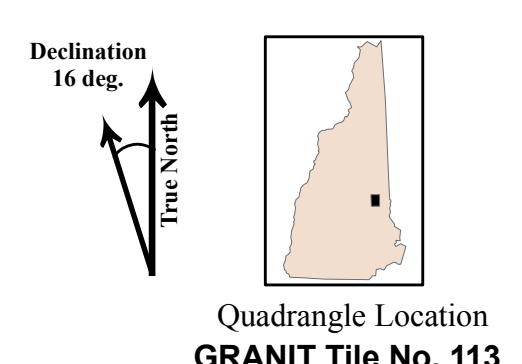 Declination
16 deg.
True North
Quadrangle Location
GRANIT Tile No. 113